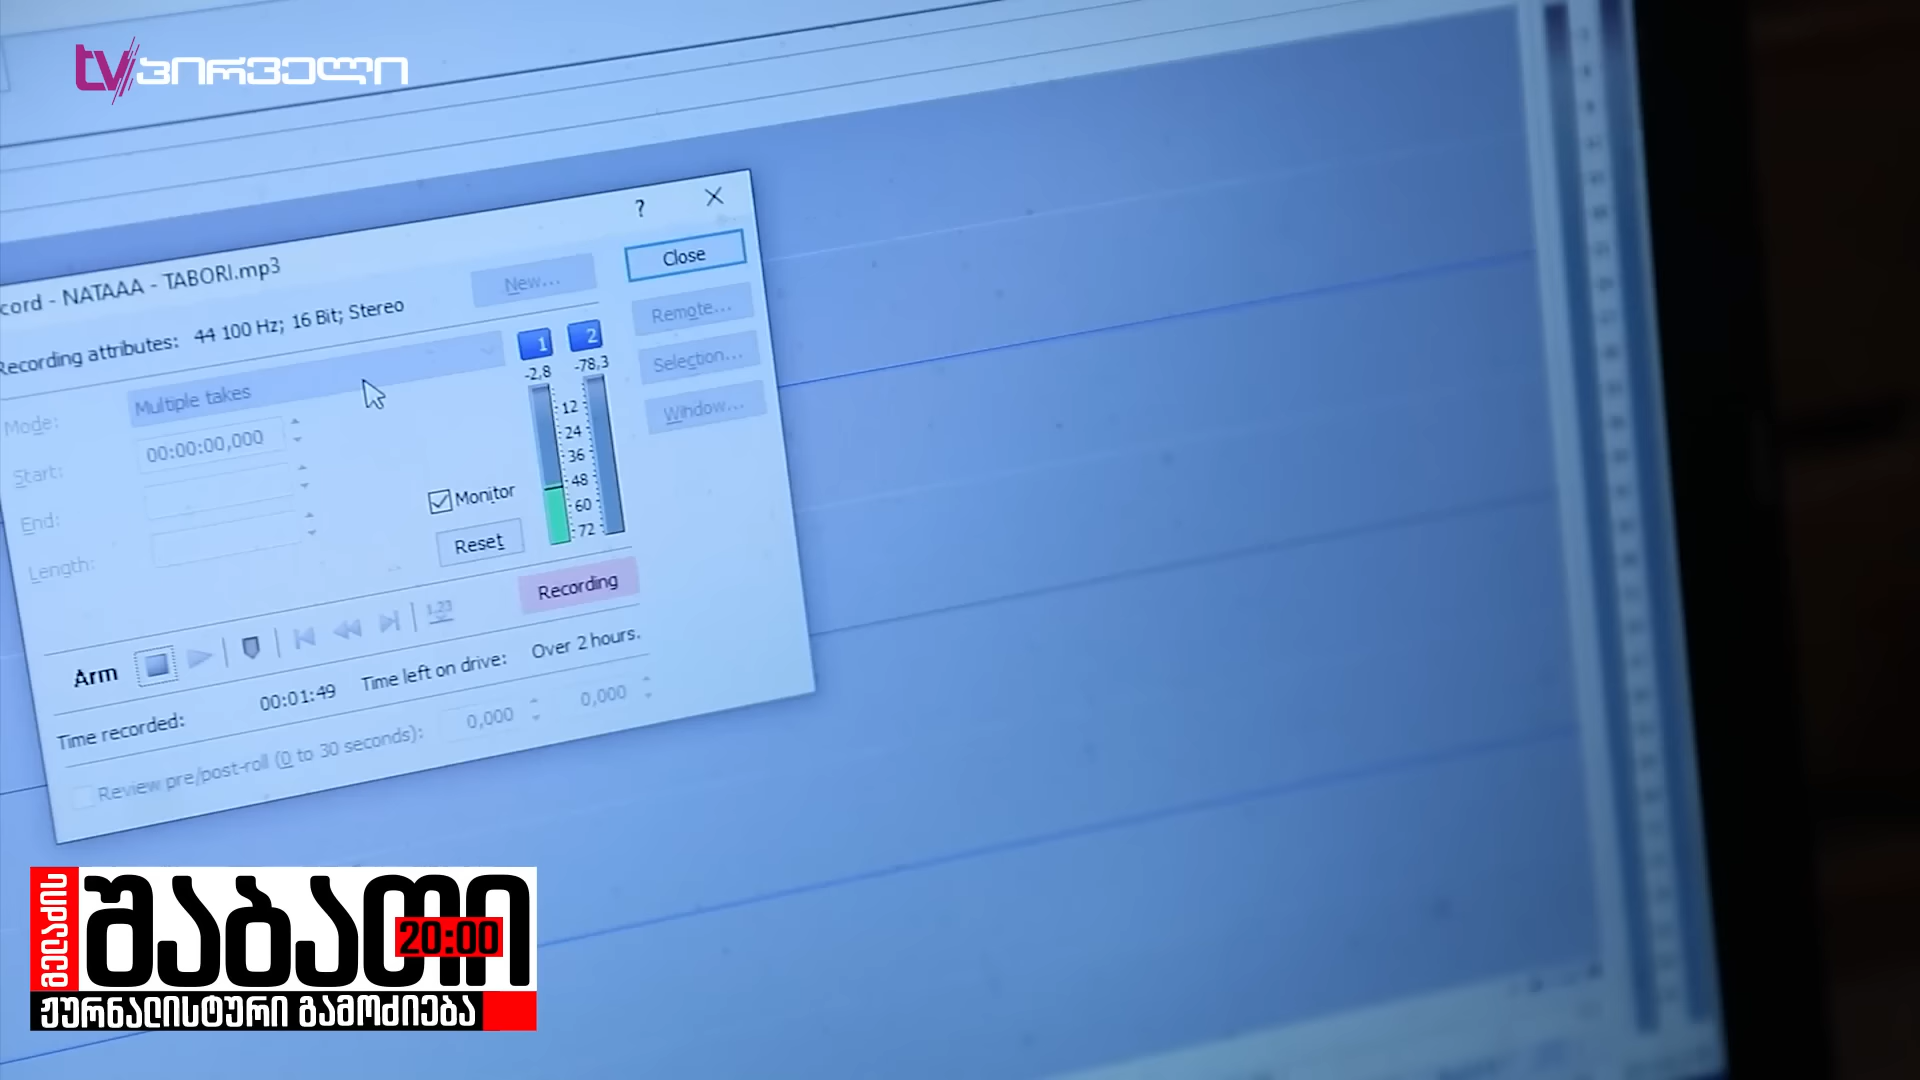 tv პირველი
cord - NATAAA - TABORI.mp3
?
Close
Recording attributes: 44 100 Hz; 16 Bit; Stereo
New...
Remote...
Mode: Multiple takes
1 2
Selection...
-2,8 -78,3
Start: 00:00:00,000
12
Window...
24
36
End:
Monitor
48
60
Length:
Reset
72
Recording
1,23
Arm
Time recorded: 00:01:49 Time left on drive: Over 2 hours.
Review pre/post-roll (0 to 30 seconds): 0,000 0,000
მელაძის
შაბათი
20:00
ჟურნალისტური გამოძიება